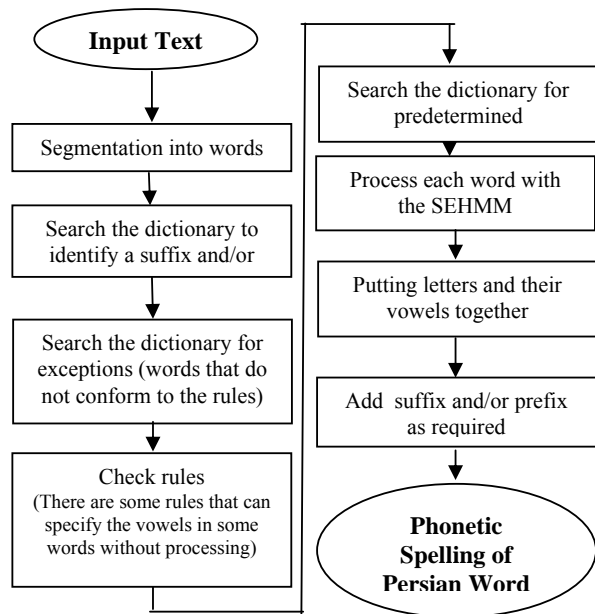 Input Text
Segmentation into words
Search the dictionary to
identify a suffix and/or
Search the dictionary for
exceptions (words that do
not conform to the rules)
Check rules
(There are some rules that can
specify the vowels in some
words without processing)
Search the dictionary for
predetermined
Process each word with
the SEHMM
Putting letters and their
vowels together
Add suffix and/or prefix
as required
Phonetic
Spelling of
Persian Word